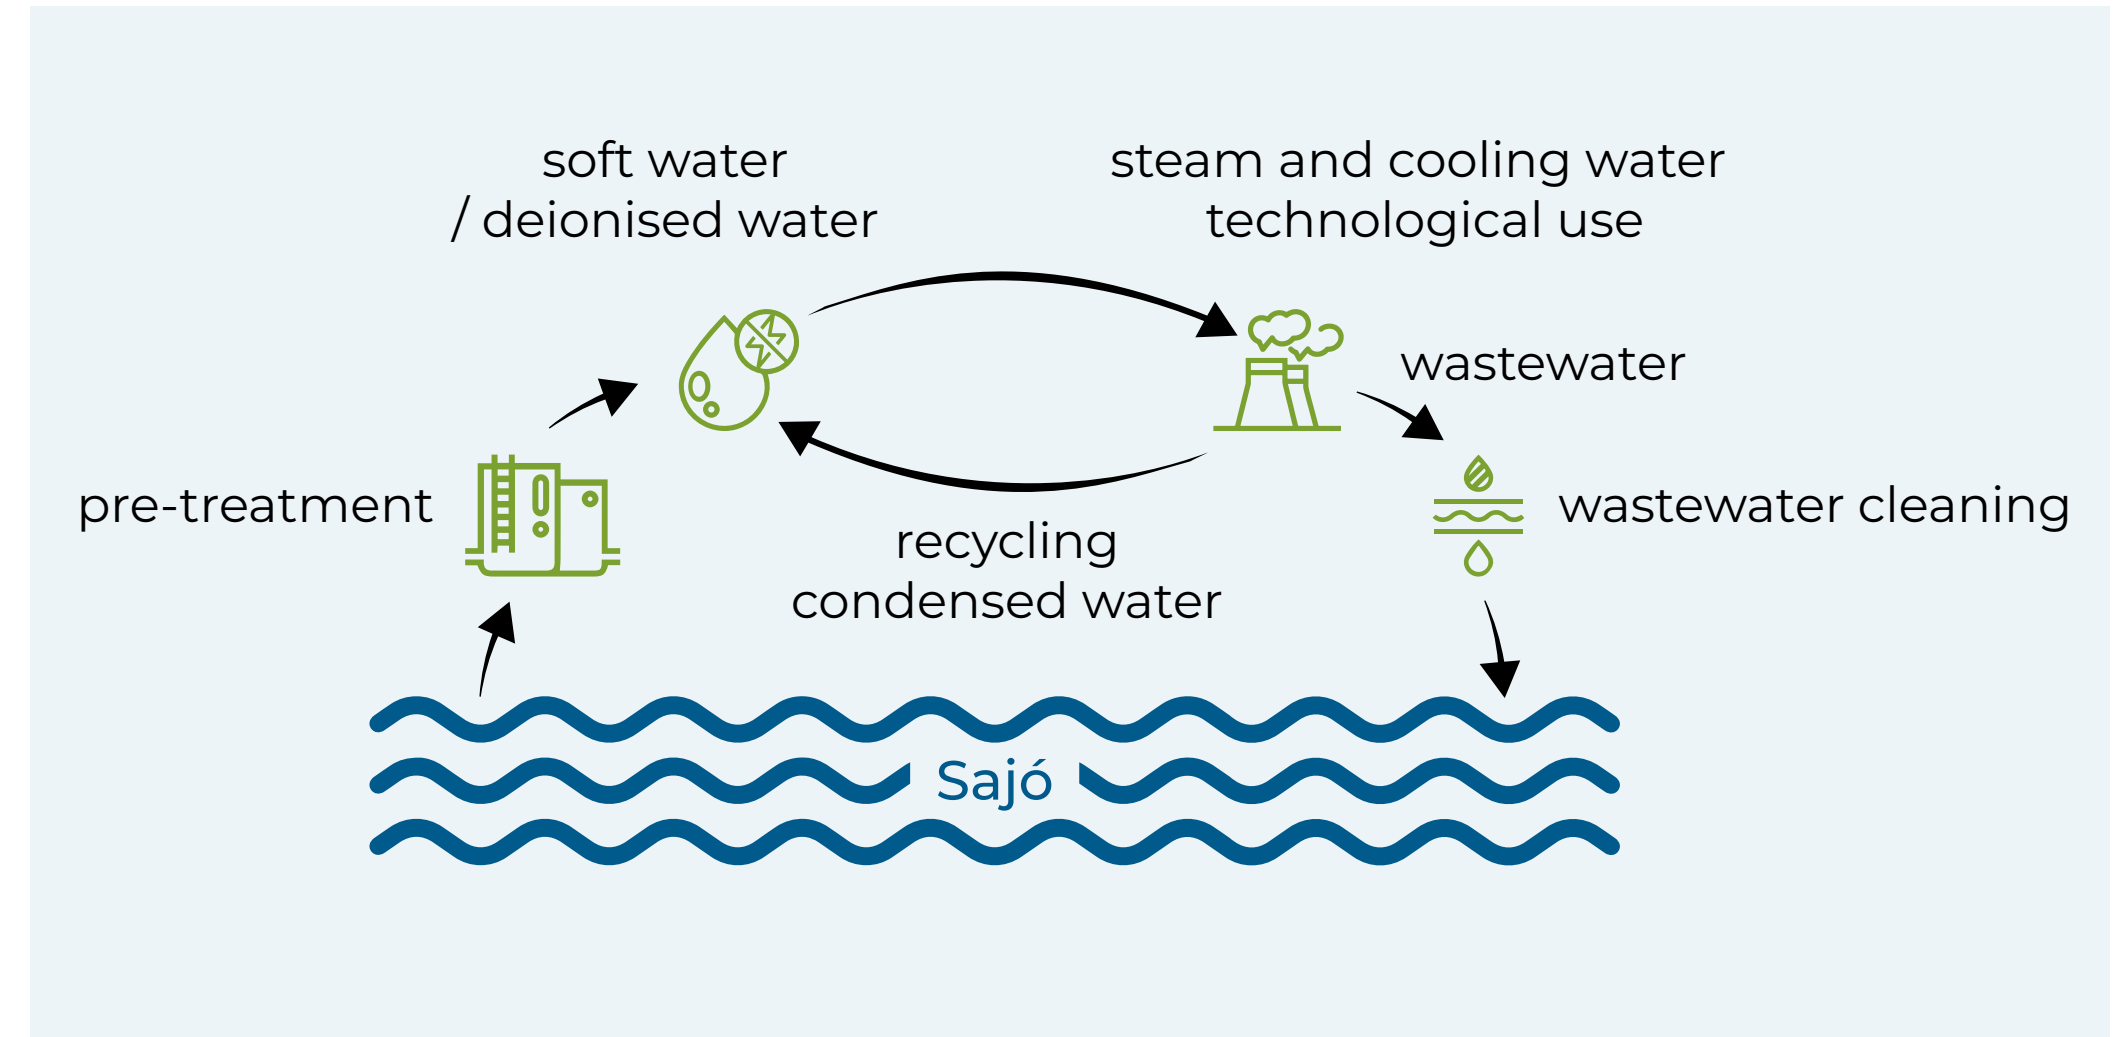 soft water
/ deionised water
steam and cooling water
technological use
wastewater
pre-treatment
wastewater cleaning
recycling
condensed water
Sajó